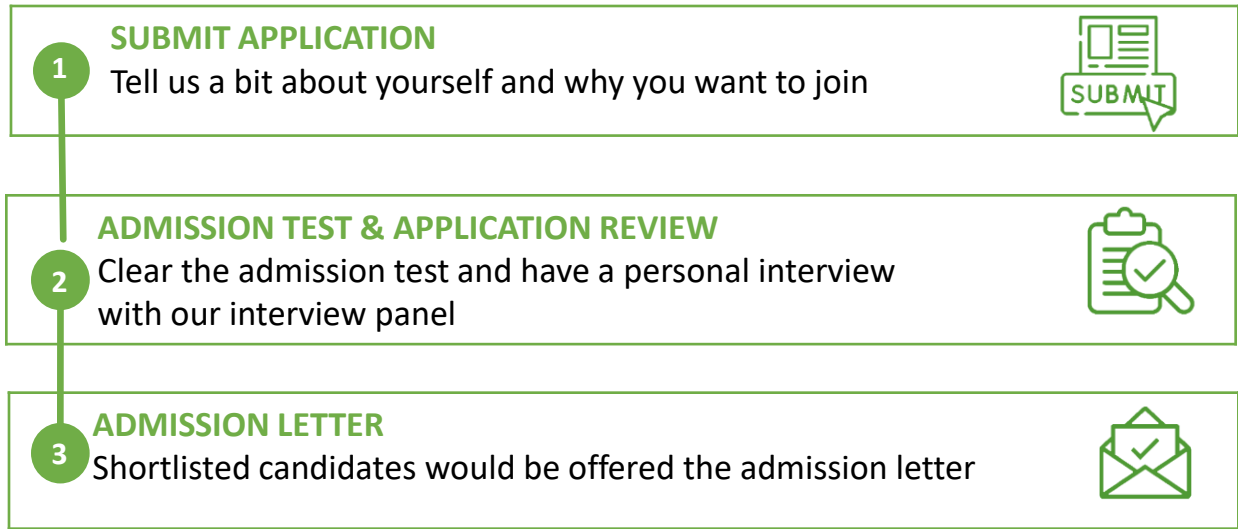 SUBMIT APPLICATION
1
Tell us a bit about yourself and why you want to join
SUBMIT
ADMISSION TEST & APPLICATION REVIEW
2
Clear the admission test and have a personal interview
with our interview panel
ADMISSION LETTER
3
Shortlisted candidates would be offered the admission letter